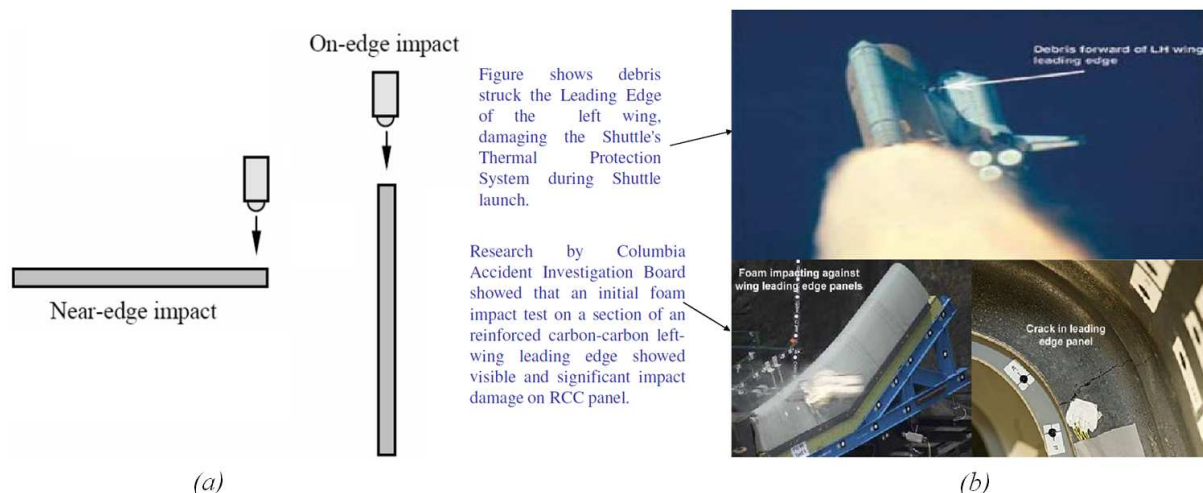 On-edge impact
Near-edge impact
(a)
Figure shows debris
struck the Leading Edge
of the left wing,
damaging the Shuttle's
Thermal Protection
System during Shuttle
launch.
Research by Columbia
Accident Investigation Board
showed that an initial foam
impact test on a section of an
reinforced carbon-carbon left-
wing leading edge showed
visible and significant impact
damage on RCC panel.
Debris forward of LH wing
leading edge
Foam impacting against
wing leading edge panels
Crack in leading
edge panel
(b)